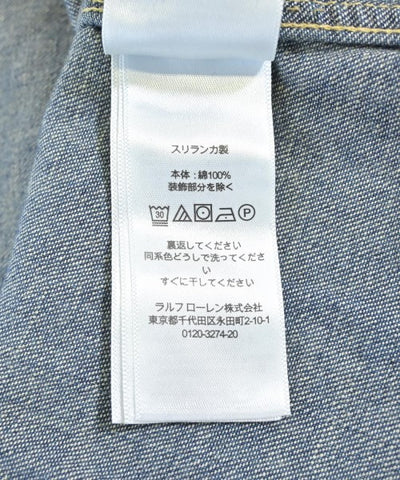 スリランカ製
本体 : 綿100%
装飾部分を除く
30 P
裏返してください
同系色どうしで洗ってくださ
い
すぐに干してください
ラルフ ローレン株式会社
東京都千代田区永田町2-10-1
0120-3274-20